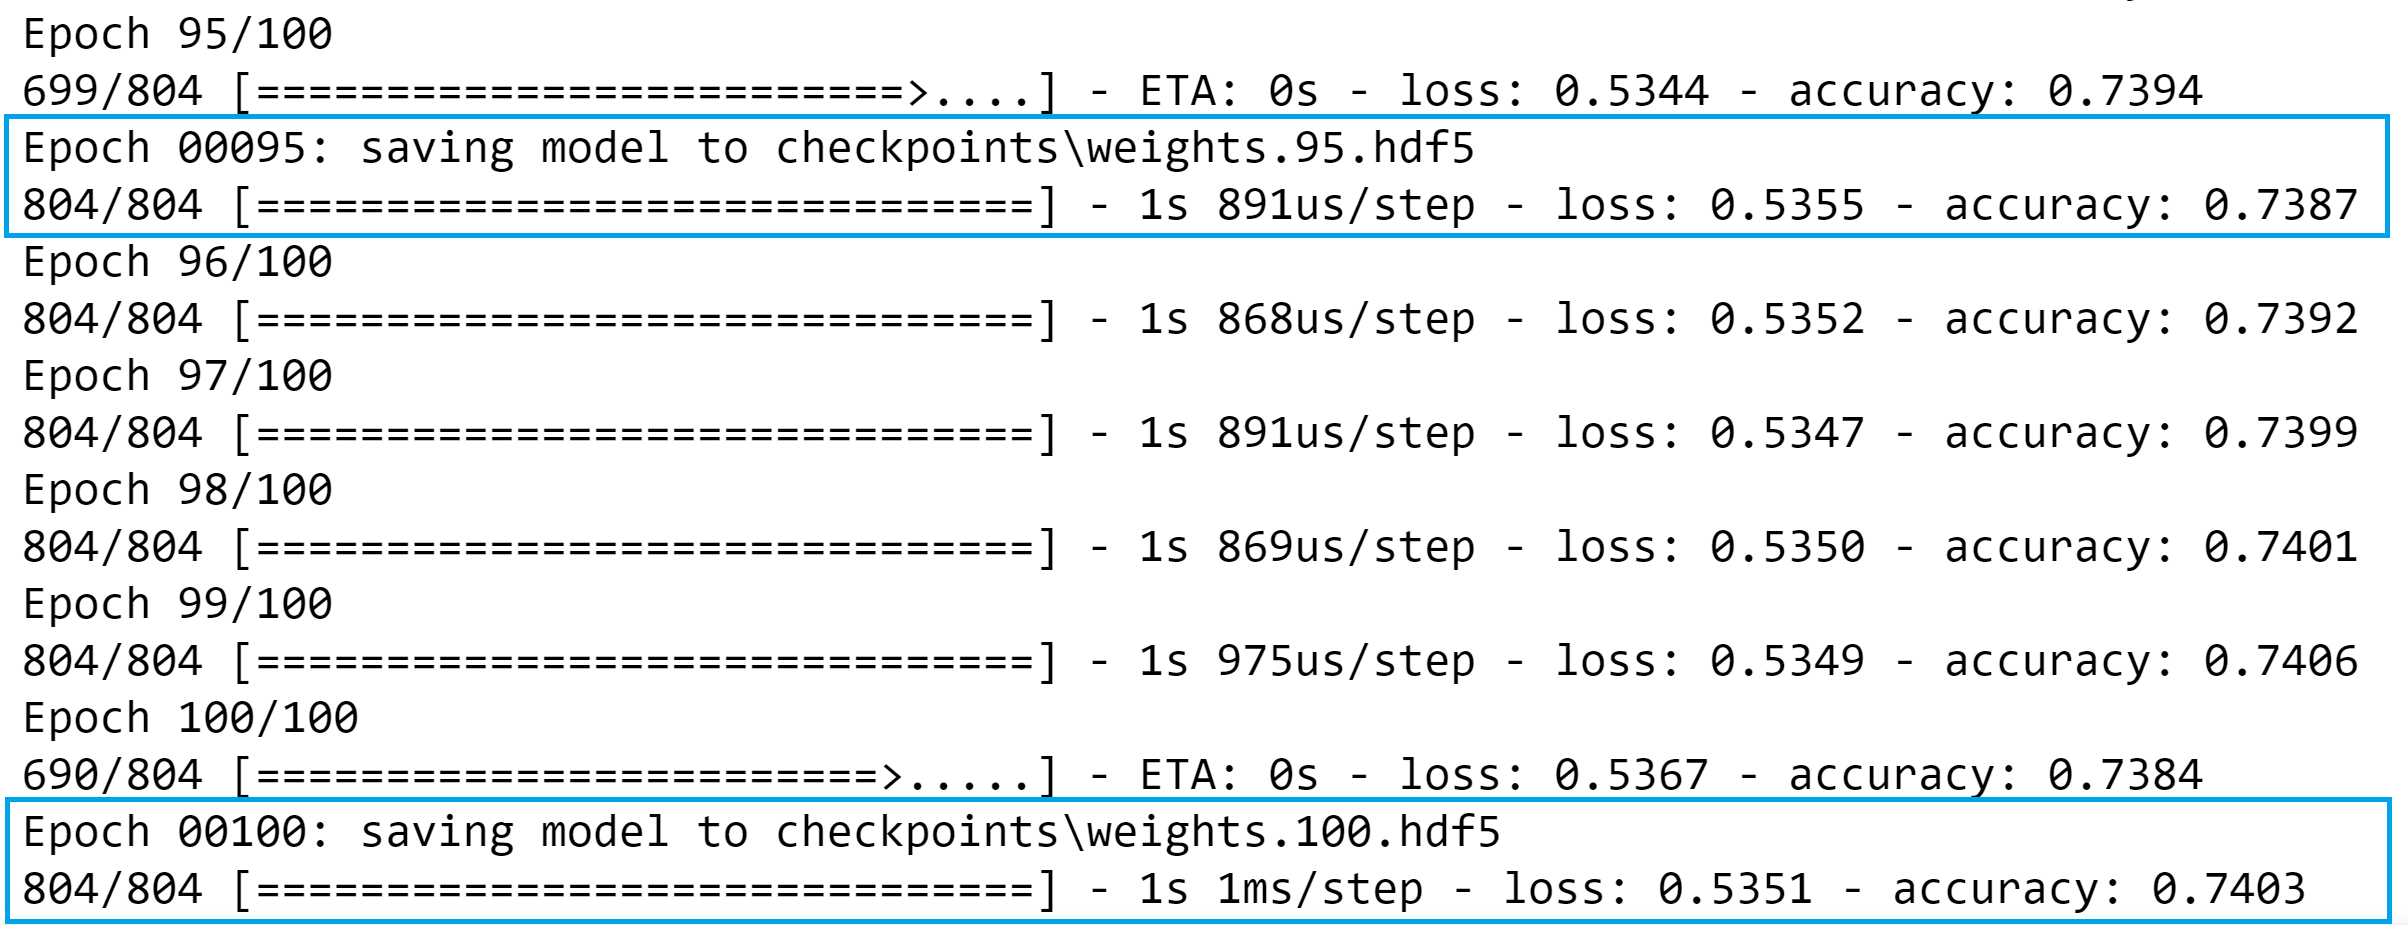 Epoch 95/100
699/804 [=========================>....] - ETA: 0s - loss: 0.5344 - accuracy: 0.7394
Epoch 00095: saving model to checkpoints\weights.95.hdf5
804/804 [==============================] - 1s 891us/step - loss: 0.5355 - accuracy: 0.7387
Epoch 96/100
804/804 [==============================] - 1s 868us/step - loss: 0.5352 - accuracy: 0.7392
Epoch 97/100
804/804 [==============================] - 1s 891us/step - loss: 0.5347 - accuracy: 0.7399
Epoch 98/100
804/804 [==============================] - 1s 869us/step - loss: 0.5350 - accuracy: 0.7401
Epoch 99/100
804/804 [==============================] - 1s 975us/step - loss: 0.5349 - accuracy: 0.7406
Epoch 100/100
690/804 [========================>.....] - ETA: 0s - loss: 0.5367 - accuracy: 0.7384
Epoch 00100: saving model to checkpoints\weights.100.hdf5
804/804 [==============================] - 1s 1ms/step - loss: 0.5351 - accuracy: 0.7403